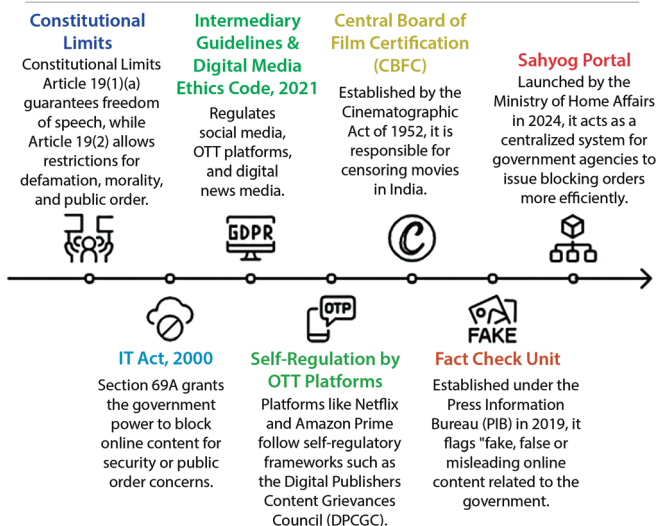 Constitutional
Limits
Constitutional Limits
Article 19(1)(a)
guarantees freedom
of speech, while
Article 19(2) allows
restrictions for
defamation, morality,
and public order.
Intermediary
Guidelines &
Digital Media
Ethics Code, 2021
Regulates
social media,
OTT platforms,
and digital
news media.
GDPR
Central Board of
Film Certification
(CBFC)
Established by the
Cinematographic
Act of 1952, it is
responsible for
censoring movies
in India.
Sahyog Portal
Launched by the
Ministry of Home Affairs
in 2024, it acts as a
centralized system for
government agencies to
issue blocking orders
more efficiently.
IT Act, 2000
Section 69A grants
the government
power to block
online content for
security or public
order concerns.
OTP
Self-Regulation by
OTT Platforms
Platforms like Netflix
and Amazon Prime
follow self-regulatory
frameworks such as
the Digital Publishers
Content Grievances
Council (DPCGC).
FAKE
Fact Check Unit
Established under the
Press Information
Bureau (PIB) in 2019, it
flags "fake, false or
misleading online
content related to the
government.